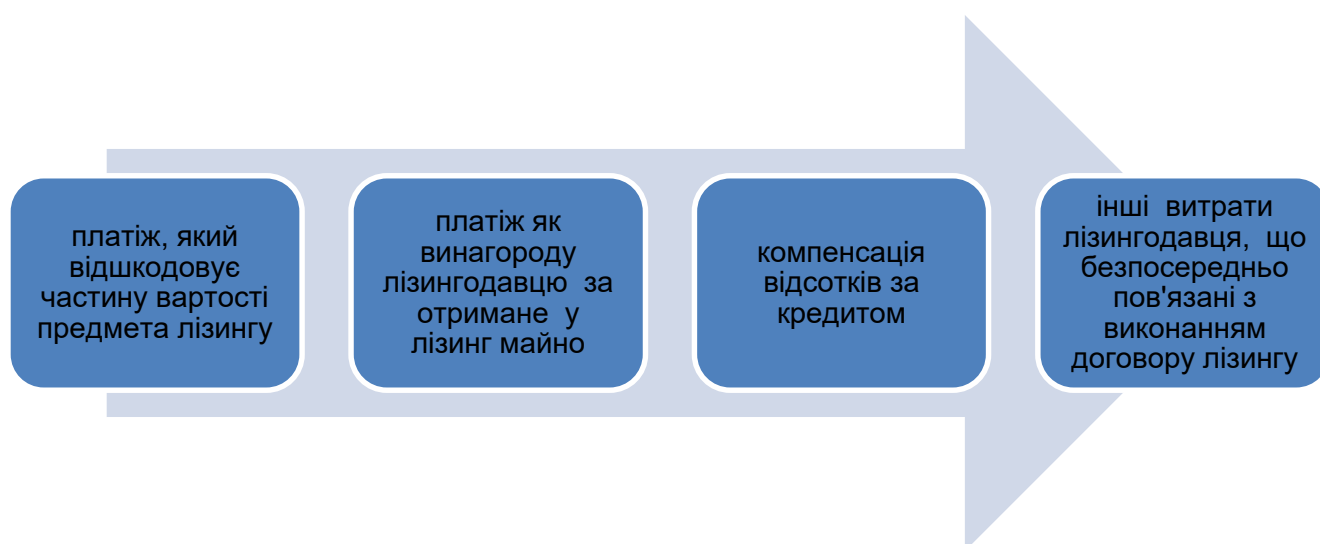 платіж, який
відшкодовує
частину вартості
предмета лізингу
платіж як
винагороду
лізингодавцю за
отримане у
лізинг майно
компенсація
відсотків за
кредитом
інші витрати
лізингодавця, що
безпосередньо
пов'язані з
виконанням
договору лізингу